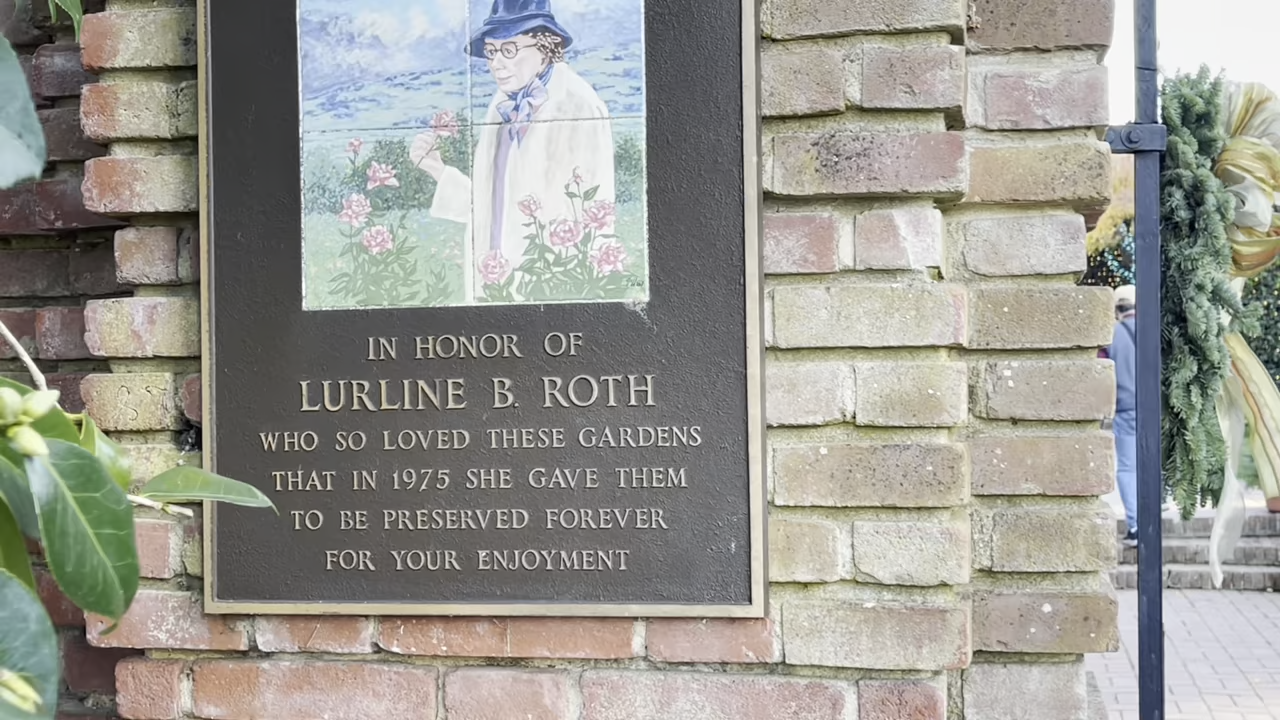 IN HONOR OF
LURLINE B. ROTH
WHO SO LOVED THESE GARDENS
THAT IN 1975 SHE GAVE THEM
TO BE PRESERVED FOREVER
FOR YOUR ENJOYMENT